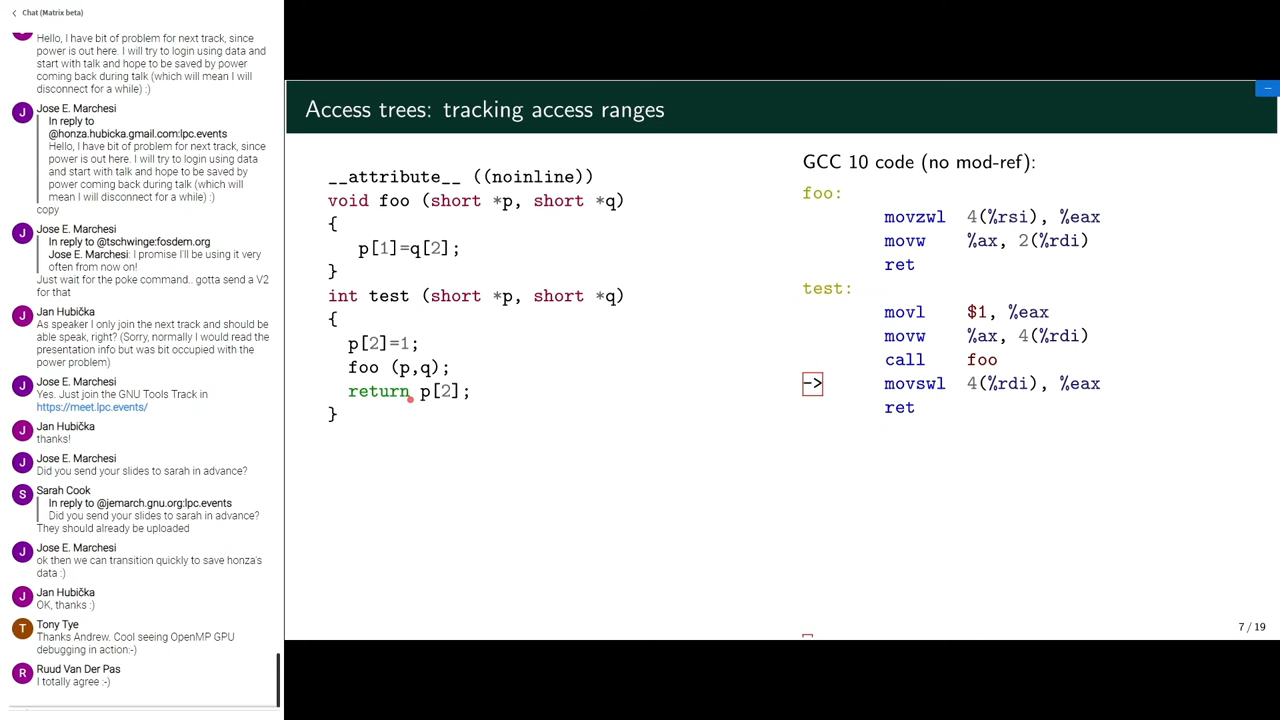 Chat (Matrix beta)
Hello, I have bit of problem for next track, since
power is out here. I will try to login using data and
start with talk and hope to be saved by power
coming back during talk (which will mean I will
disconnect for a while) :)
J
Jose E. Marchesi
In reply to
@honza.hubicka.gmail.com:lpc.events
Hello, I have bit of problem for next track, since
power is out here. I will try to login using data
and start with talk and hope to be saved by
power coming back during talk (which will
mean I will disconnect for a while) :)
copy
J
Jose E. Marchesi
In reply to @tschwinge:fosdem.org
Jose E. Marchesi: I promise I'll be using it very
often from now on!
Just wait for the poke command.. gotta send a V2
for that
J
Jan Hubička
As speaker I only join the next track and should be
able speak, right? (Sorry, normally I would read the
presentation info but was bit occupied with the
power problem)
J
Jose E. Marchesi
Yes. Just join the GNU Tools Track in
https://meet.lpc.events/
J
Jan Hubička
thanks!
J
Jose E. Marchesi
Did you send your slides to sarah in advance?
S
Sarah Cook
In reply to @jemarch.gnu.org:lpc.events
Did you send your slides to sarah in advance?
They should already be uploaded
J
Jose E. Marchesi
ok then we can transition quickly to save honza's
data :)
J
Jan Hubička
OK, thanks :)
T
Tony Tye
Thanks Andrew. Cool seeing OpenMP GPU
debugging in action:-)
R
Ruud Van Der Pas
I totally agree :-)
Access trees: tracking access ranges
__attribute__ ((noinline))
void foo (short *p, short *q)
{
p[1]=q[2];
}
int test (short *p, short *q)
{
p[2]=1;
foo (p,q);
return p[2];
}
GCC 10 code (no mod-ref):
foo:
movzwl 4(%rsi), %eax
movw %ax, 2(%rdi)
ret
test:
movl $1, %eax
movw %ax, 4(%rdi)
call foo
-> movswl 4(%rdi), %eax
ret
7 / 19